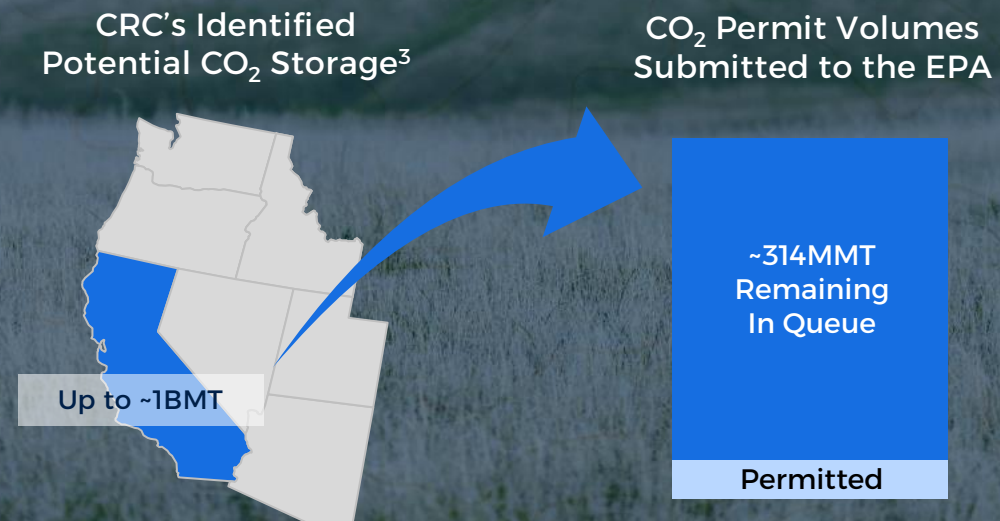 CRC’s Identified
Potential CO₂ Storage³
CO₂ Permit Volumes
Submitted to the EPA
Up to ~1BMT
~314MMT
Remaining
In Queue
Permitted